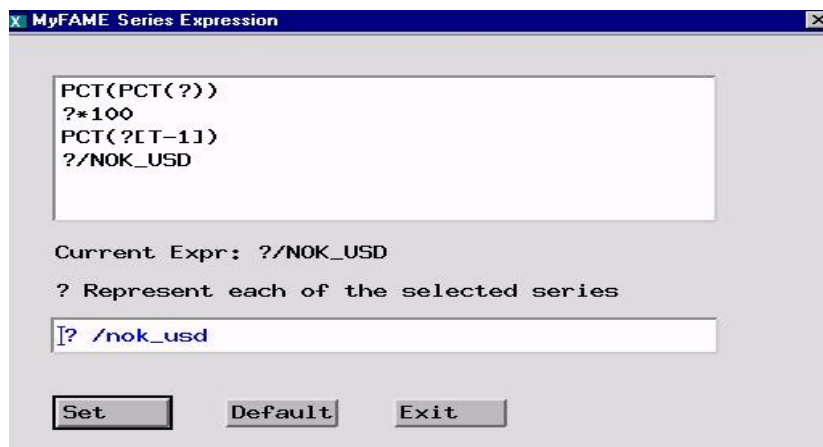 MyFAME Series Expression
PCT(PCT(?))
?*100
PCT(?[T-1])
?/NOK_USD
Current Expr: ?/NOK_USD
? Represent each of the selected series
? /nok_usd
Set Default Exit